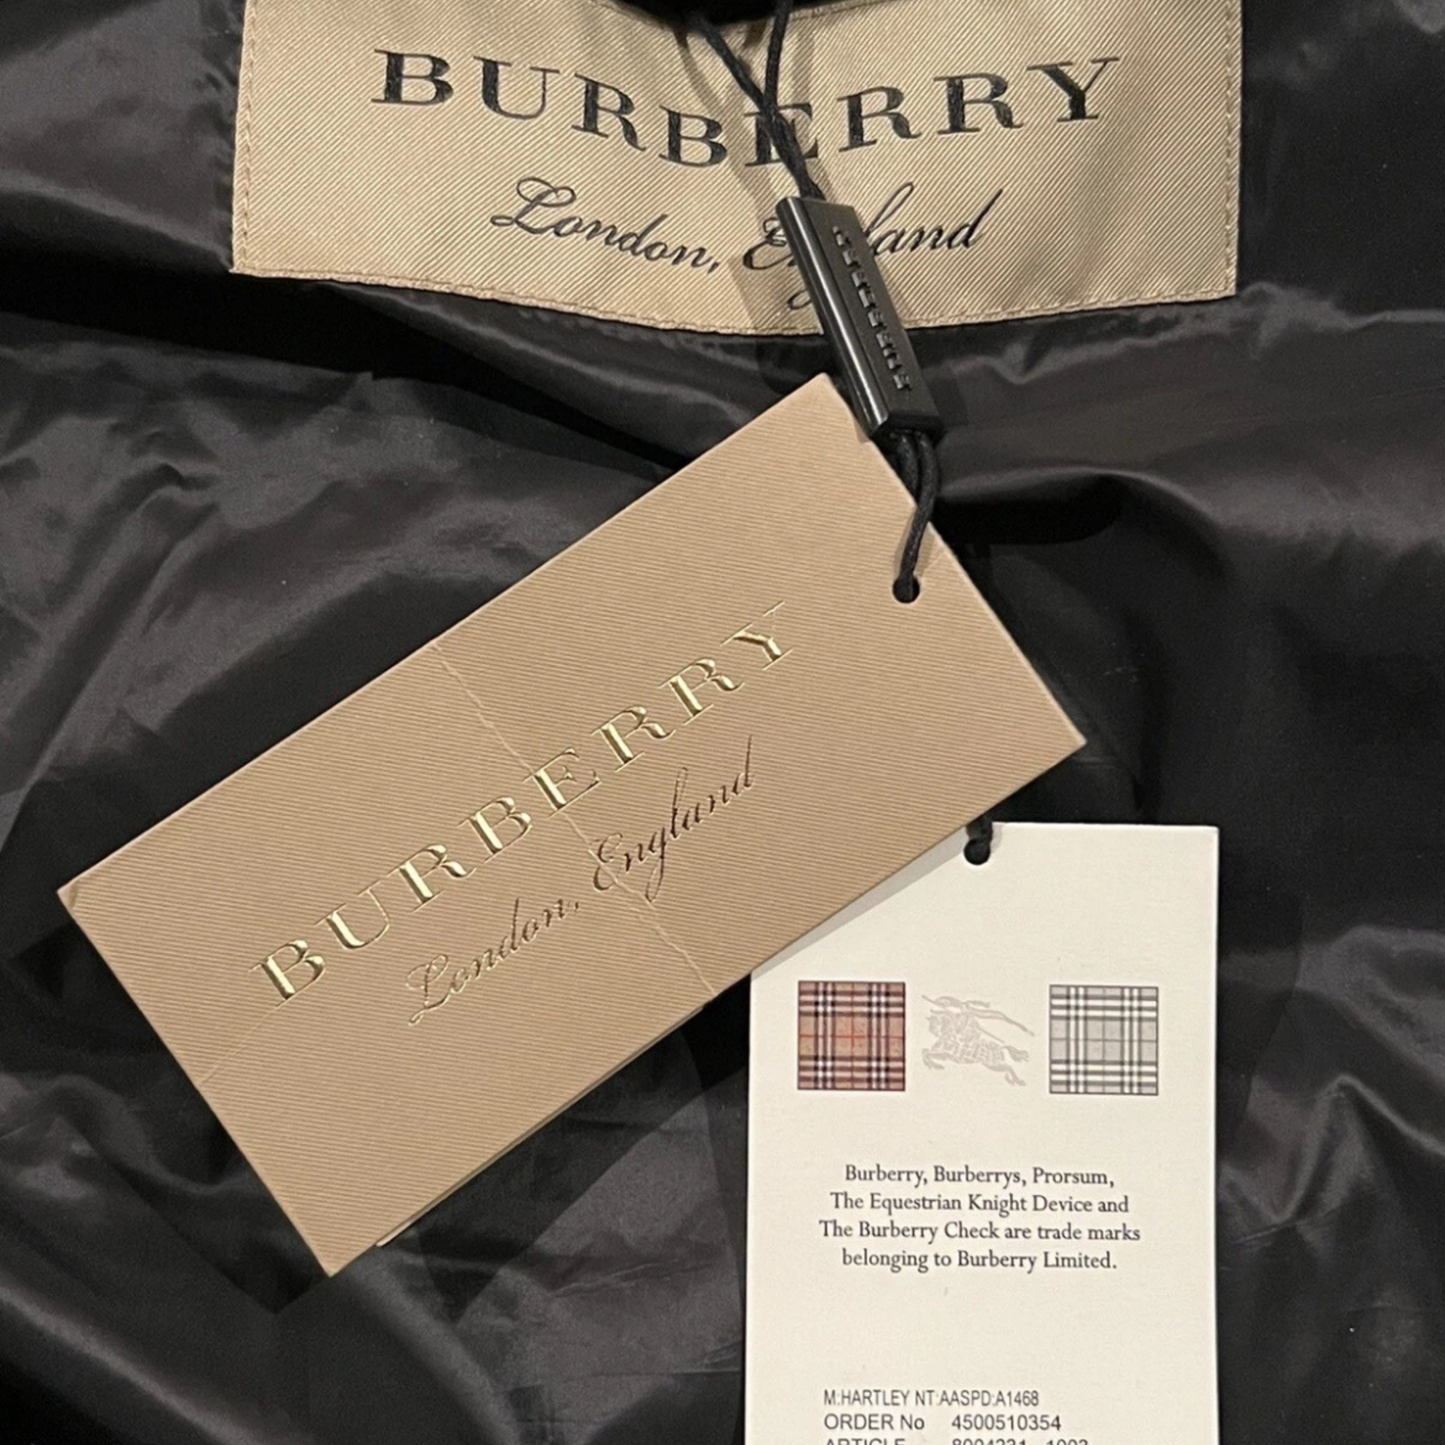 BURBERRY
London, England
BURBERRY
BURBERRY
London, England
Burberry, Burberrys, Prorsum,
The Equestrian Knight Device and
The Burberry Check are trade marks
belonging to Burberry Limited.
M:HARTLEY NT:AASPD:A1468
ORDER No 4500510354
ARTICLE